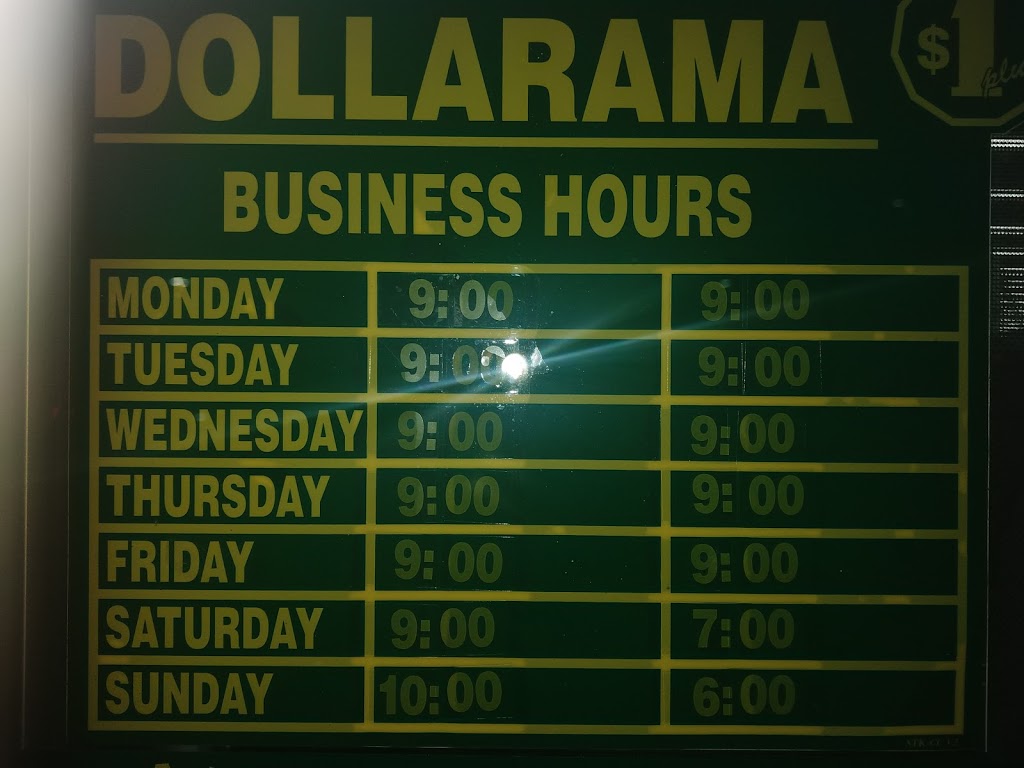 DOLLARAMA
$1 plu
BUSINESS HOURS
MONDAY 9:00 9:00
TUESDAY 9:00 9:00
WEDNESDAY 9:00 9:00
THURSDAY 9:00 9:00
FRIDAY 9:00 9:00
SATURDAY 9:00 7:00
SUNDAY 10:00 6:00